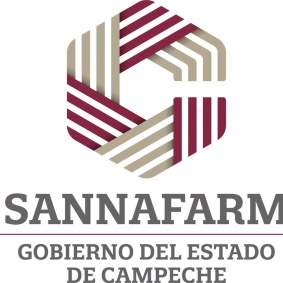 SANNAFARM
GOBIERNO DEL ESTADO
DE CAMPECHE